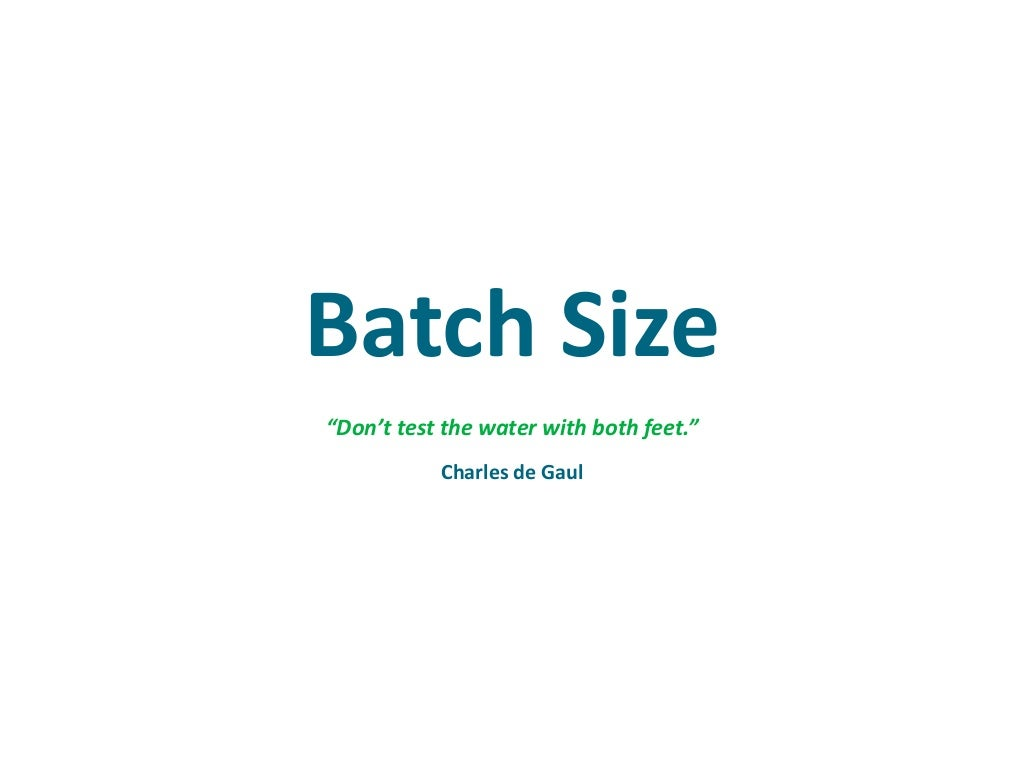 Batch Size
“Don’t test the water with both feet.”
Charles de Gaul